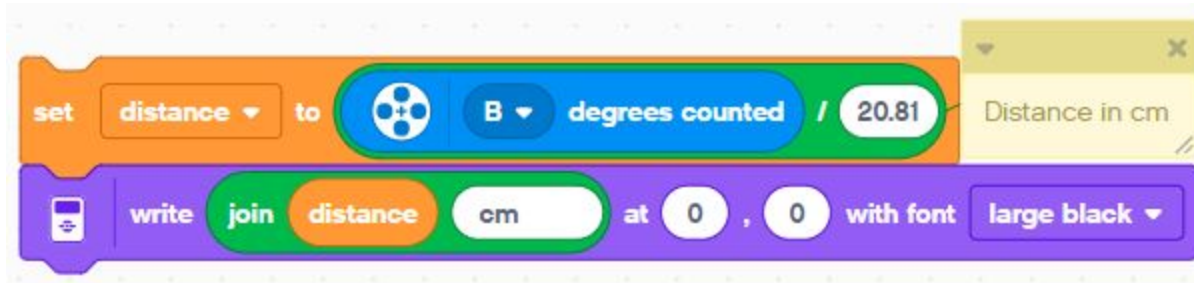 set distance to B degrees counted / 20.81
Distance in cm
write join distance cm at 0 , 0 with font large black